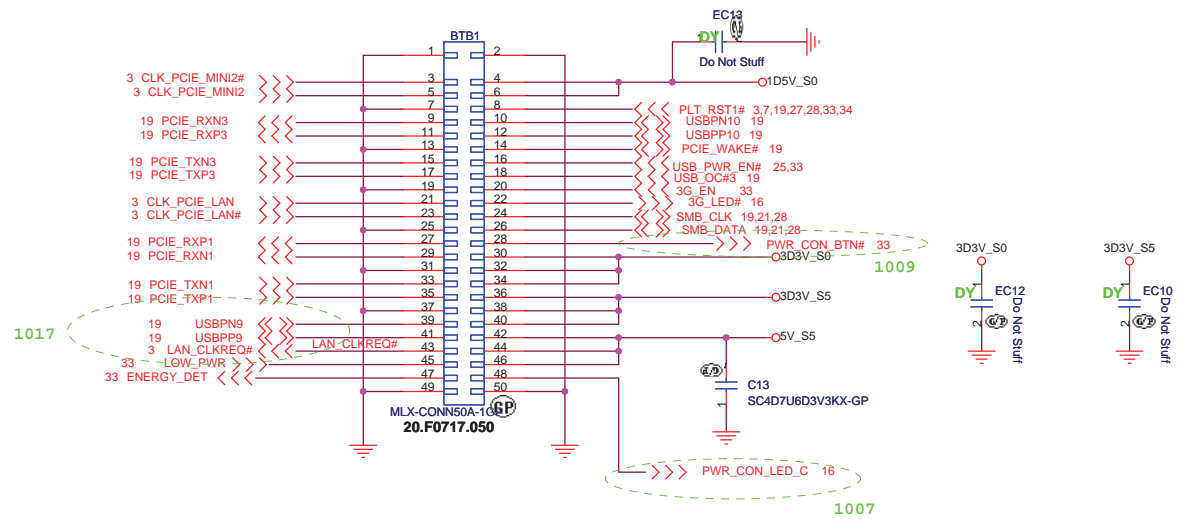 EC13
1
DY
Do Not Stuff
BTB1
1 2
3 CLK_PCIE_MINI2# 3 4 1D5V_S0
3 CLK_PCIE_MINI2 5 6
7 8 PLT_RST1# 3,7,19,27,28,33,34
19 PCIE_RXN3 9 10 USBPN10 19
19 PCIE_RXP3 11 12 USBPP10 19
13 14 PCIE_WAKE# 19
19 PCIE_TXN3 15 16 USB_PWR_EN# 25,33
19 PCIE_TXP3 17 18 USB_OC#3 19
19 20 3G_EN 33
3 CLK_PCIE_LAN 21 22 3G_LED# 16
3 CLK_PCIE_LAN# 23 24 SMB_CLK 19,21,28
25 26 SMB_DATA 19,21,28
19 PCIE_RXP1 27 28 PWR_CON_BTN# 33
19 PCIE_RXN1 29 30 3D3V_S0
1009
31 32
19 PCIE_TXN1 33 34
19 PCIE_TXP1 35 36 3D3V_S5
37 38
1017
19 USBPN9 39 40
19 USBPP9 41 42 5V_S5
3 LAN_CLKREQ# LAN_CLKREQ# 43 44
33 LOW_PWR 45 46
33 ENERGY_DET 47 48
49 50
MLX-CONN50A-1G
GP
20.F0717.050
C13
1
SC4D7U6D3V3KX-GP
PWR_CON_LED_C 16
1007
3D3V_S0
1
DY
EC12
2
G/P
Do Not Stuff
3D3V_S5
1
DY
EC10
2
G/P
Do Not Stuff